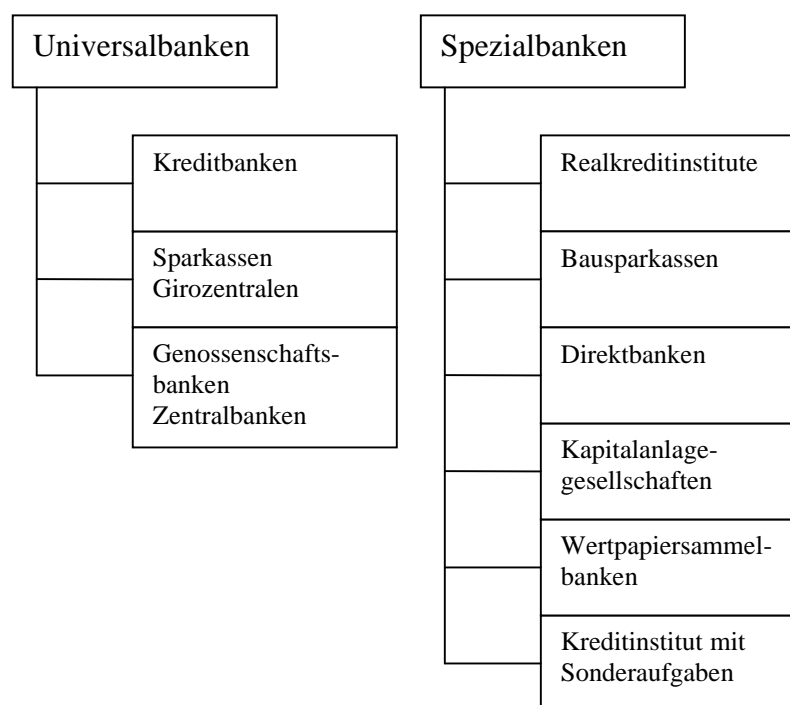 Universalbanken
Kreditbanken
Sparkassen
Girozentralen
Genossenschafts-
banken
Zentralbanken
Spezialbanken
Realkreditinstitute
Bausparkassen
Direktbanken
Kapitalanlage-
gesellschaften
Wertpapiersammel-
banken
Kreditinstitut mit
Sonderaufgaben